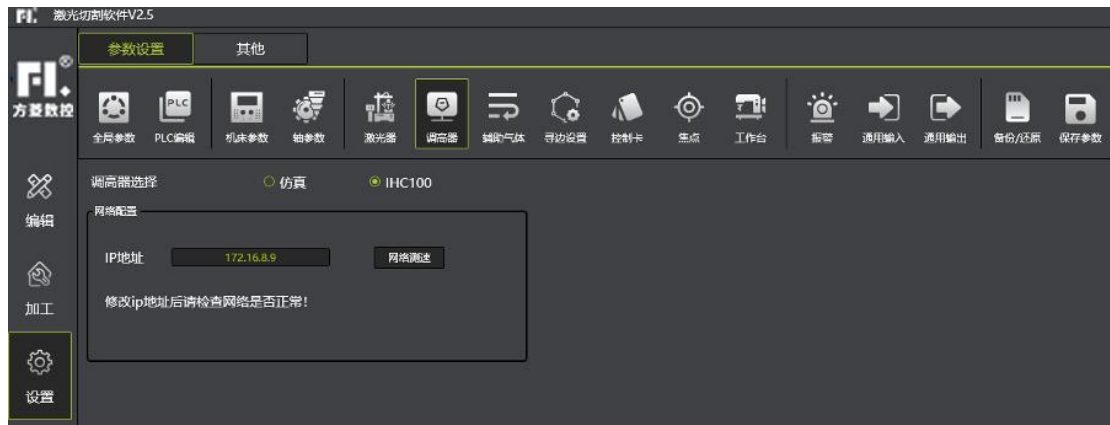 激光切割软件V2.5
参数设置 其他
方菱数控
全局参数 PLC编辑 机床参数 轴参数 激光器 调高器 辅助气体 寻边设置 控制卡 焦点 工作台 报警 通用输入 通用输出 备份/还原 保存参数
PLC
编辑
加工
设置
调高器选择 仿真 IHC100
网络配置
IP地址 172.16.8.9 网络测速
修改ip地址后请检查网络是否正常!